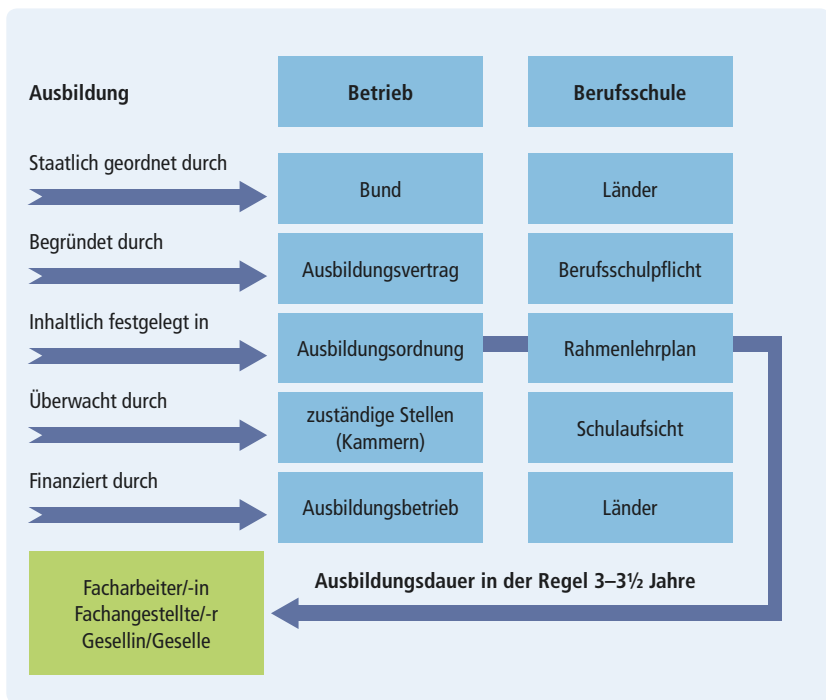 Ausbildung
Betrieb
Berufsschule
Staatlich geordnet durch
Bund
Länder
Begründet durch
Ausbildungsvertrag
Berufsschulpflicht
Inhaltlich festgelegt in
Ausbildungsordnung
Rahmenlehrplan
Überwacht durch
zuständige Stellen
(Kammern)
Schulaufsicht
Finanziert durch
Ausbildungsbetrieb
Länder
Ausbildungsdauer in der Regel 3–3½ Jahre
Facharbeiter/-in
Fachangestellte/-r
Gesellin/Geselle